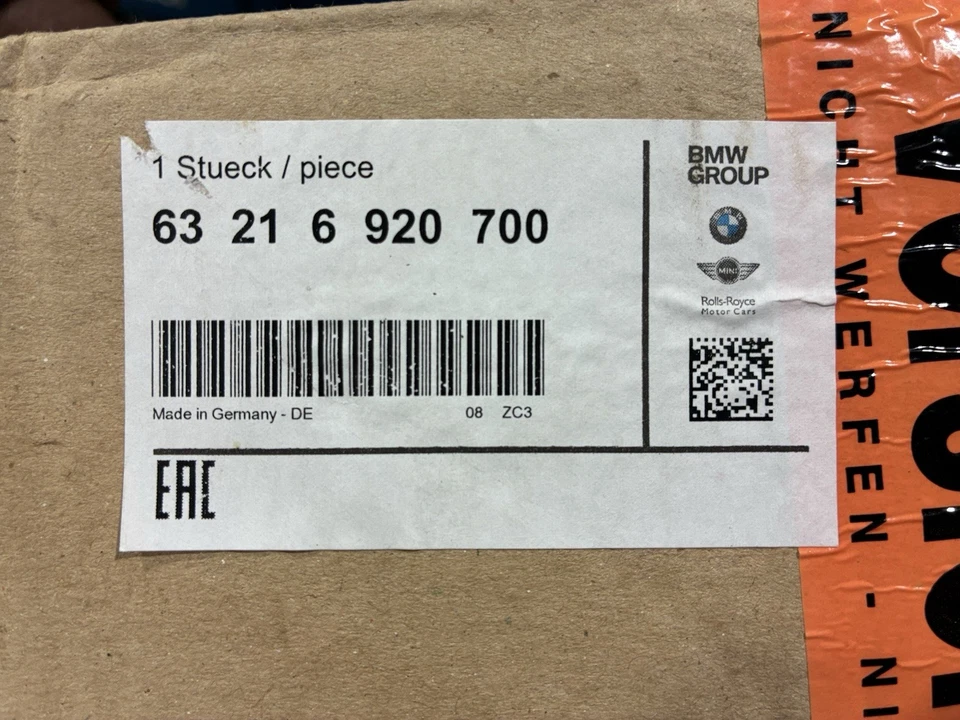 1 Stueck / piece
63 21 6 920 700
Made in Germany - DE
08 ZC3
EAC
BMW
GROUP
BMW
MINI
Rolls-Royce
Motor Cars
NICHT WERFEN - NI